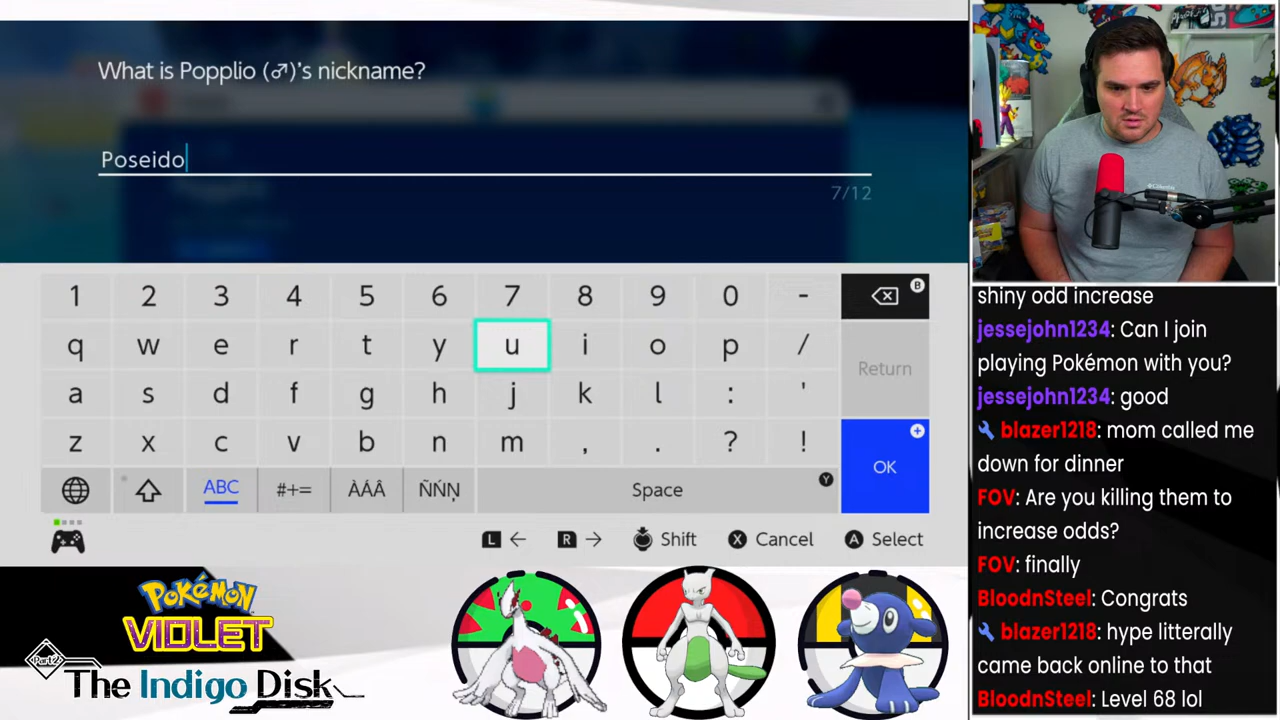 What is Popplio (♂)'s nickname?
Poseido
7/12
1 2 3 4 5 6 7 8 9 0 -
q w e r t y u i o p /
Return
a s d f g h j k l : '
z x c v b n m , . ? !
OK
ABC #+= ÀÁÂ ÑŃŅ Space
L ← R → Shift X Cancel A Select
B
+
Y
POKÉMON
VIOLET
Part 2
The Indigo Disk
shiny odd increase
jessejohn1234: Can I join
playing Pokémon with you?
jessejohn1234: good
blazer1218: mom called me
down for dinner
FOV: Are you killing them to
increase odds?
FOV: finally
BloodnSteel: Congrats
blazer1218: hype litterally
came back online to that
BloodnSteel: Level 68 lol